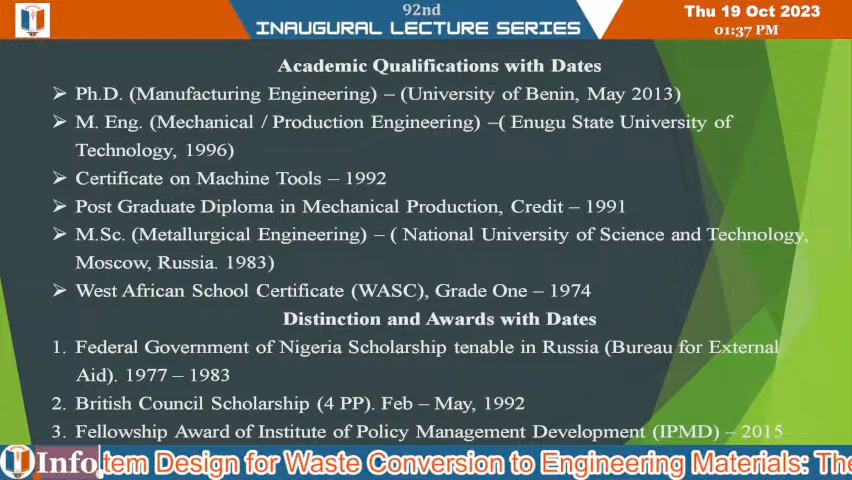 92nd
INAUGURAL LECTURE SERIES
Thu 19 Oct 2023
01:37 PM
Academic Qualifications with Dates
➢ Ph.D. (Manufacturing Engineering) – (University of Benin, May 2013)
➢ M. Eng. (Mechanical / Production Engineering) –( Enugu State University of
Technology, 1996)
➢ Certificate on Machine Tools – 1992
➢ Post Graduate Diploma in Mechanical Production, Credit – 1991
➢ M.Sc. (Metallurgical Engineering) – ( National University of Science and Technology,
Moscow, Russia. 1983)
➢ West African School Certificate (WASC), Grade One – 1974
Distinction and Awards with Dates
1. Federal Government of Nigeria Scholarship tenable in Russia (Bureau for External
Aid). 1977 – 1983
2. British Council Scholarship (4 PP). Feb – May, 1992
3. Fellowship Award of Institute of Policy Management Development (IPMD) – 2015
Info. tem Design for Waste Conversion to Engineering Materials: The